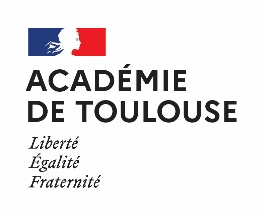 ACADÉMIE
DE TOULOUSE
Liberté
Égalité
Fraternité